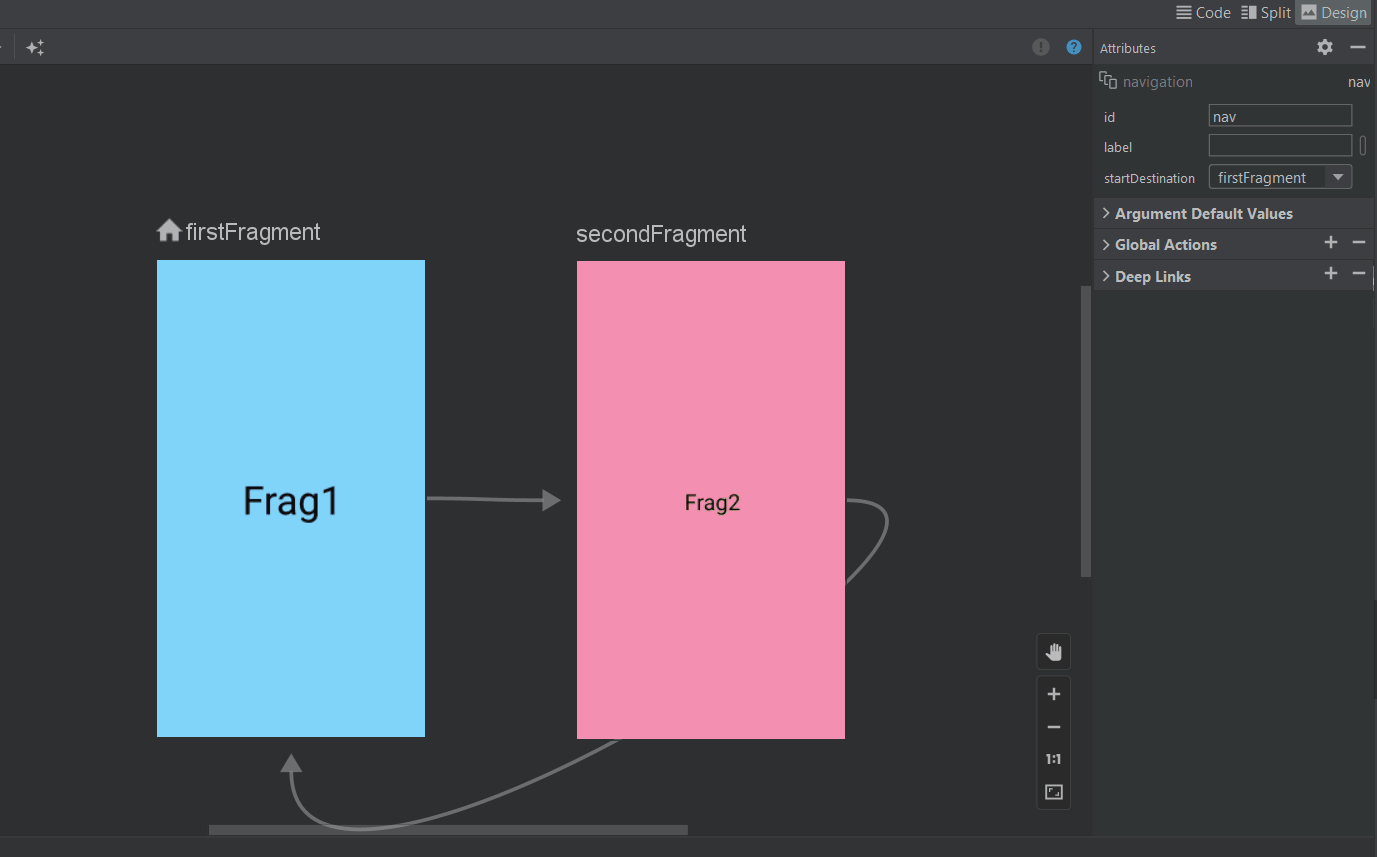 Code Split Design
Attributes
navigation nav
id nav
label
startDestination firstFragment
Argument Default Values
Global Actions
Deep Links
firstFragment
secondFragment
Frag1
Frag2
1:1